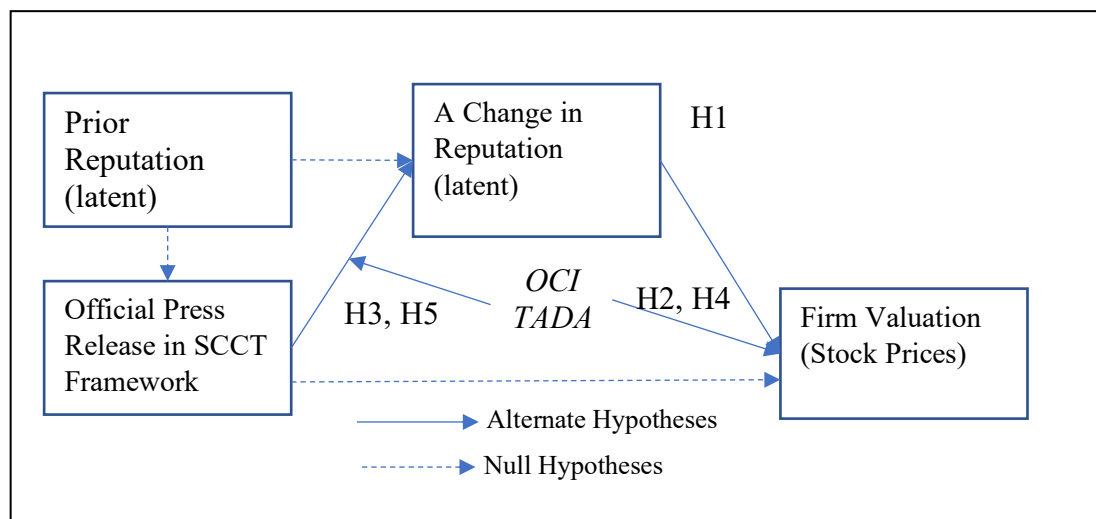 Prior
Reputation
(latent)
A Change in
Reputation
(latent)
H1
Official Press
Release in SCCT
Framework
H3, H5
OCI
TADA
H2, H4
Firm Valuation
(Stock Prices)
Alternate Hypotheses
Null Hypotheses